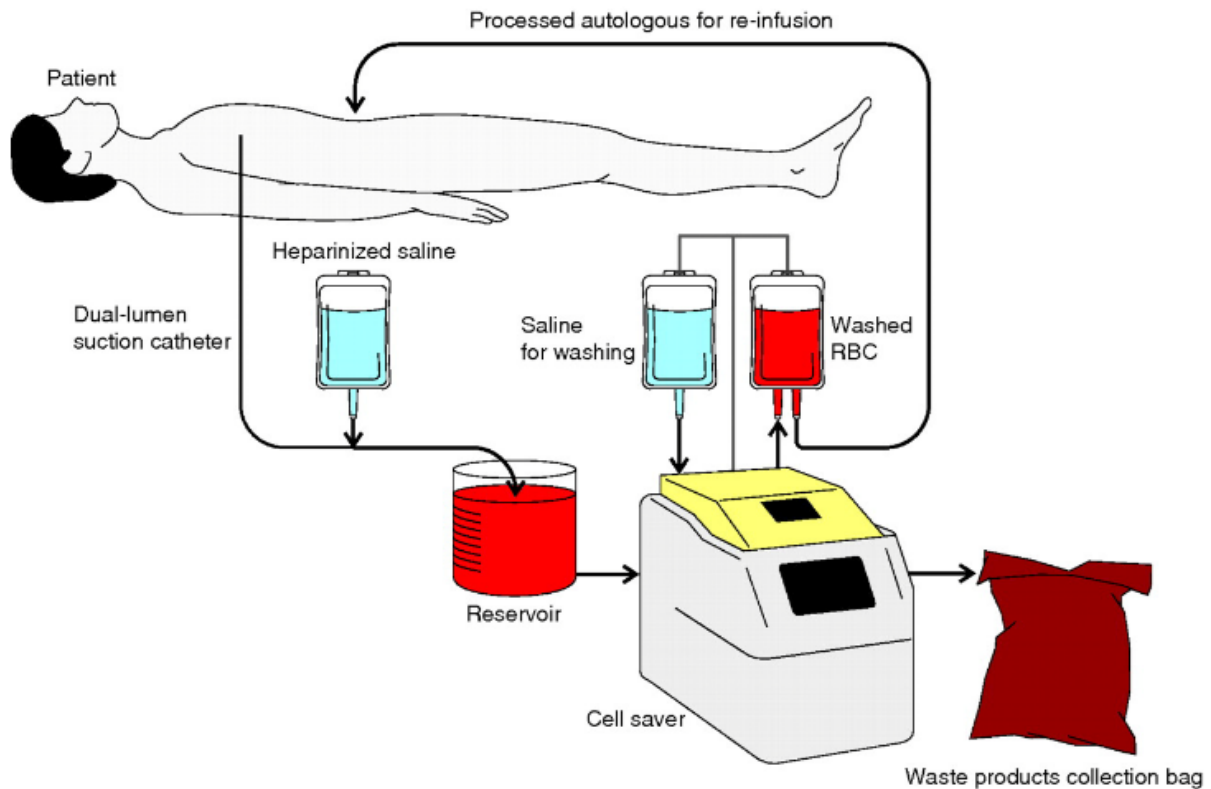 Processed autologous for re-infusion
Patient
Heparinized saline
Dual-lumen
suction catheter
Saline
for washing
Washed
RBC
Reservoir
Cell saver
Waste products collection bag